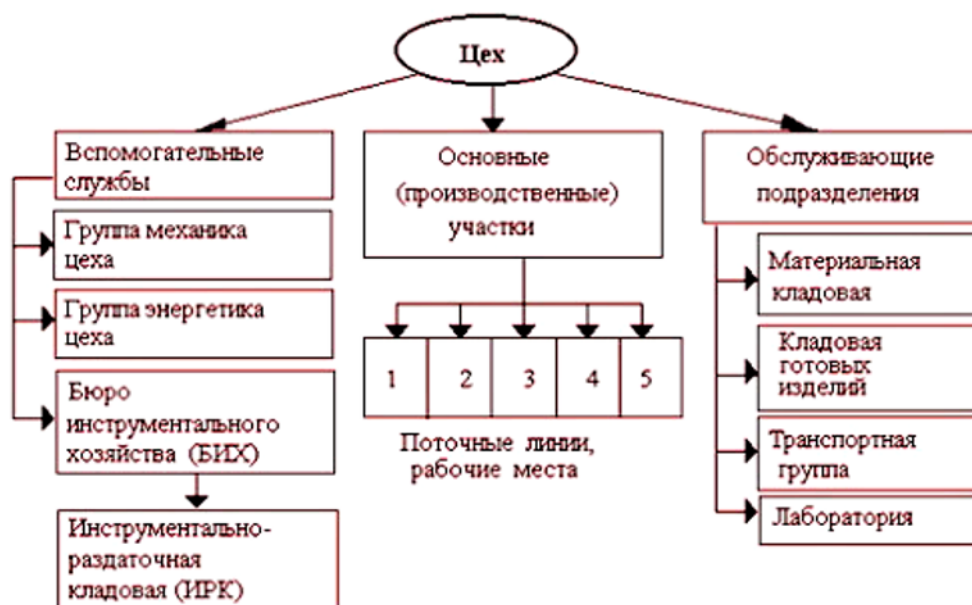 Цех
Вспомогательные
службы
Группа механика
цеха
Группа энергетика
цеха
Бюро
инструментального
хозяйства (БИХ)
Инструментально-
раздаточная
кладовая (ИРК)
Основные
(производственные)
участки
1 2 3 4 5
Поточные линии,
рабочие места
Обслуживающие
подразделения
Материальная
кладовая
Кладовая
готовых
изделий
Транспортная
группа
Лаборатория